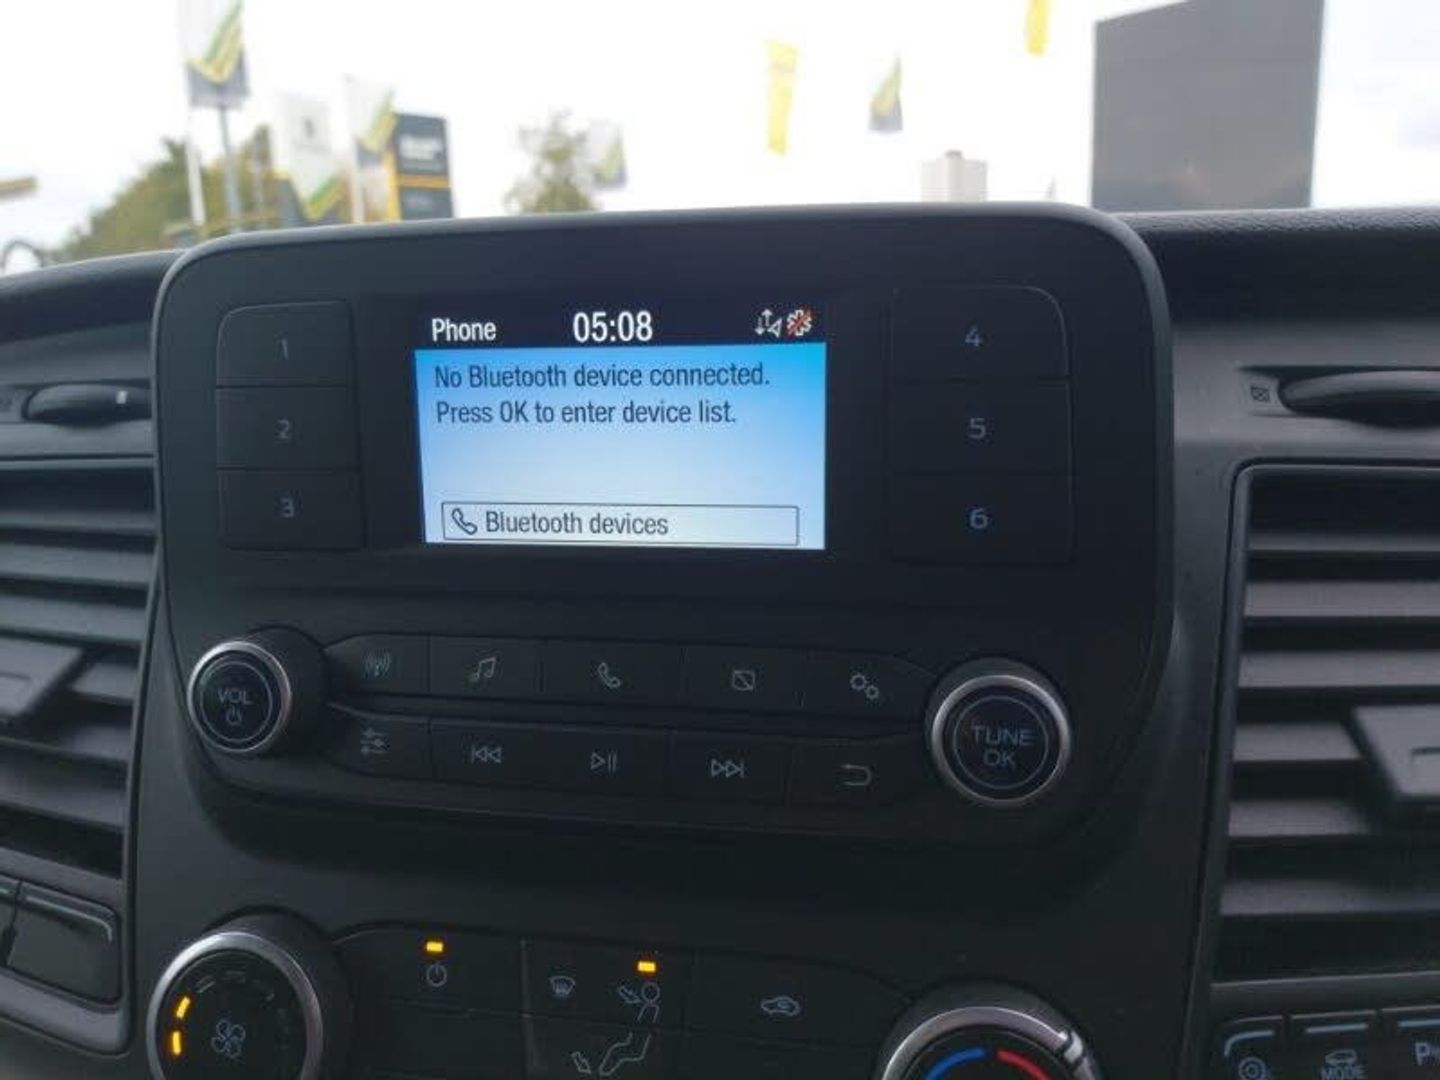 Phone 05:08
No Bluetooth device connected.
Press OK to enter device list.
Bluetooth devices
1
2
3
4
5
6
VOL
TUNE
OK
MODE
P